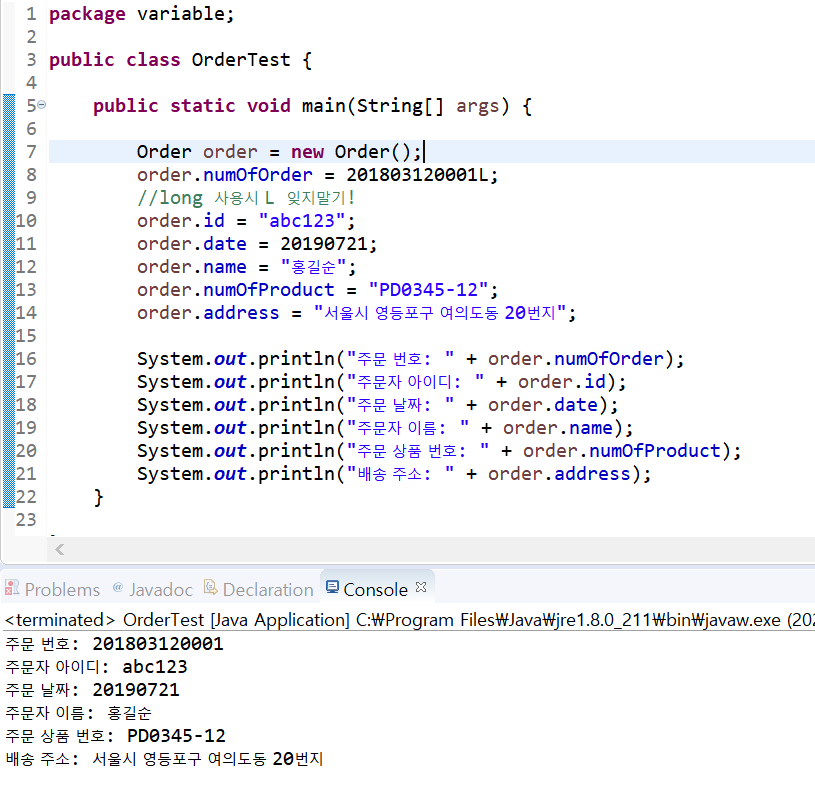 1 package variable;
2
3 public class OrderTest {
4
5 public static void main(String[] args) {
6
7 Order order = new Order();
8 order.numOfOrder = 201803120001L;
9 //long 사용시 L 잊지말기!
10 order.id = "abc123";
11 order.date = 20190721;
12 order.name = "홍길순";
13 order.numOfProduct = "PD0345-12";
14 order.address = "서울시 영등포구 여의도동 20번지";
15
16 System.out.println("주문 번호: " + order.numOfOrder);
17 System.out.println("주문자 아이디: " + order.id);
18 System.out.println("주문 날짜: " + order.date);
19 System.out.println("주문자 이름: " + order.name);
20 System.out.println("주문 상품 번호: " + order.numOfProduct);
21 System.out.println("배송 주소: " + order.address);
22 }
23
Problems @ Javadoc Declaration Console
<terminated> OrderTest [Java Application] C:₩Program Files₩Java₩jre1.8.0_211₩bin₩javaw.exe (202
주문 번호: 201803120001
주문자 아이디: abc123
주문 날짜: 20190721
주문자 이름: 홍길순
주문 상품 번호: PD0345-12
배송 주소: 서울시 영등포구 여의도동 20번지